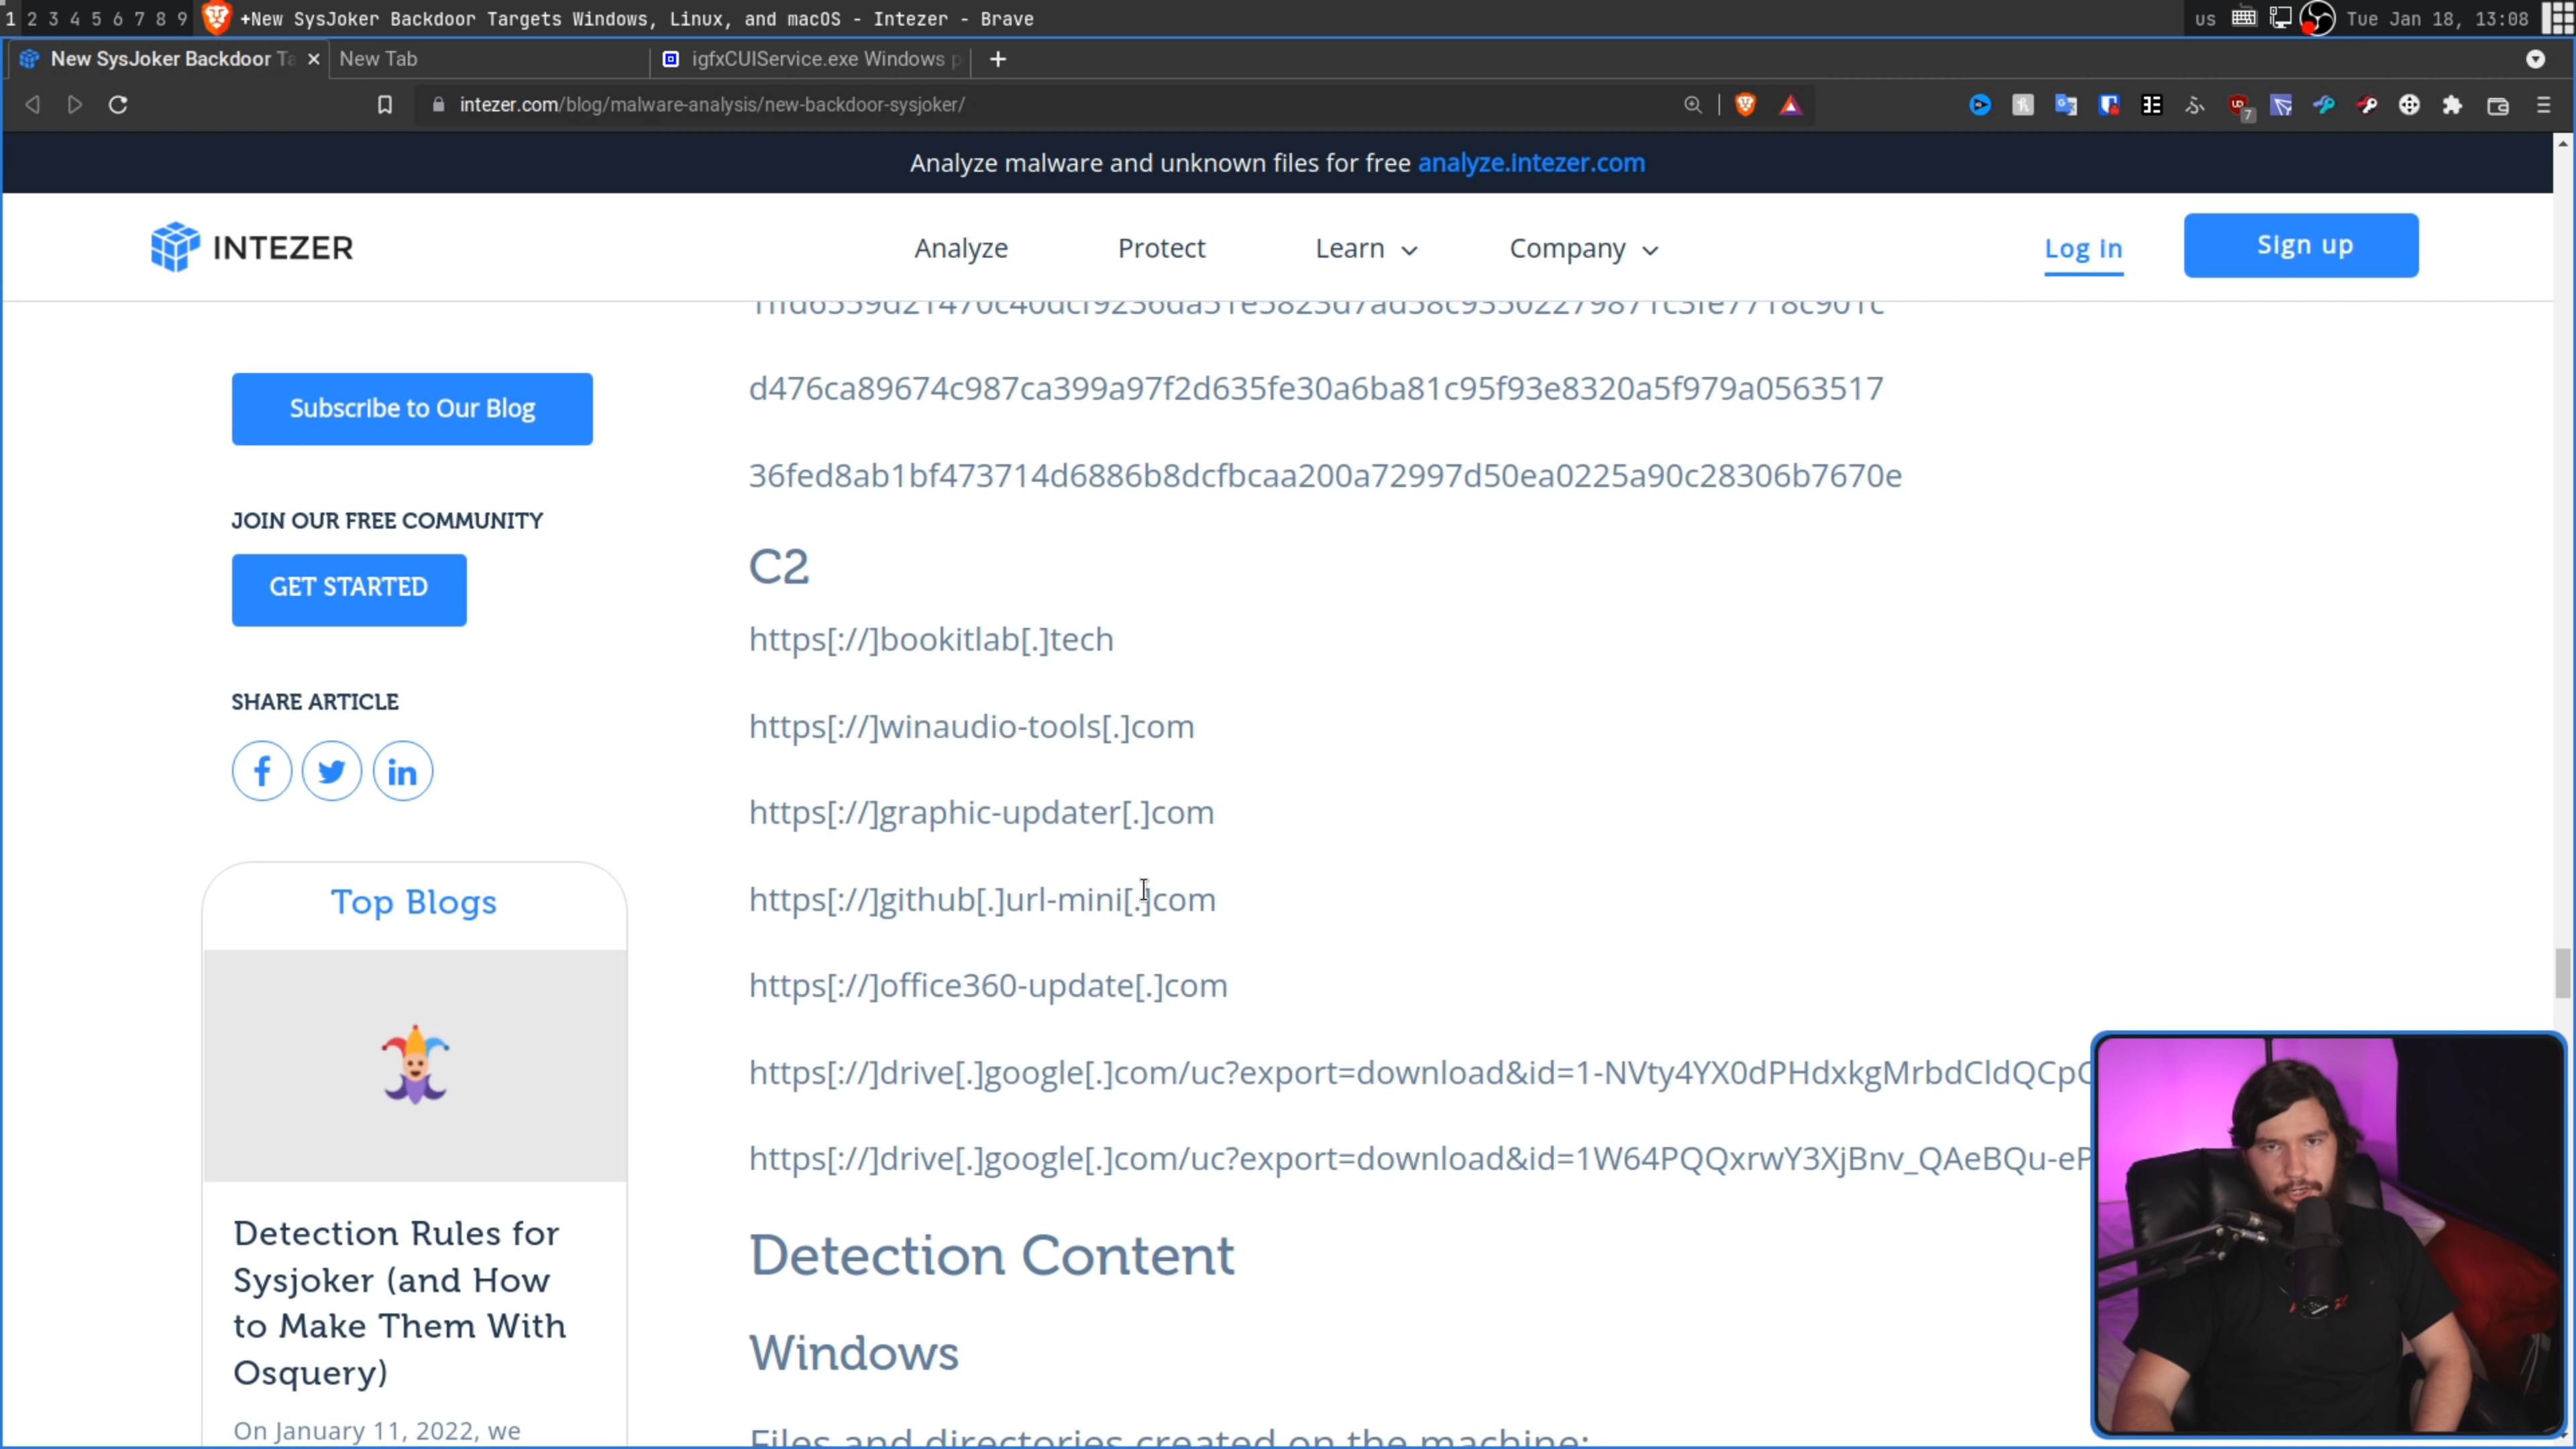 1 2 3 4 5 6 7 8 9 +New SysJoker Backdoor Targets Windows, Linux, and macOS - Intezer - Brave us Tue Jan 18, 13:08
New SysJoker Backdoor Ta New Tab igfxCUIService.exe Windows p
intezer.com/blog/malware-analysis/new-backdoor-sysjoker/
Analyze malware and unknown files for free analyze.intezer.com
INTEZER Analyze Protect Learn Company Log in Sign up
d476ca89674c987ca399a97f2d635fe30a6ba81c95f93e8320a5f979a0563517
36fed8ab1bf473714d6886b8dcfbcaa200a72997d50ea0225a90c28306b7670e
C2
https[://]bookitlab[.]tech
https[://]winaudio-tools[.]com
https[://]graphic-updater[.]com
https[://]github[.]url-mini[.]com
https[://]office360-update[.]com
https[://]drive[.]google[.]com/uc?export=download&id=1-NVty4YX0dPHdxkgMrbdCldQCpC
https[://]drive[.]google[.]com/uc?export=download&id=1W64PQQxrwY3XjBnv_QAeBQu-eP
Detection Content
Windows
Files and directories created on the machine:
Subscribe to Our Blog
JOIN OUR FREE COMMUNITY
GET STARTED
SHARE ARTICLE
Top Blogs
Detection Rules for
Sysjoker (and How
to Make Them With
Osquery)
On January 11, 2022, we